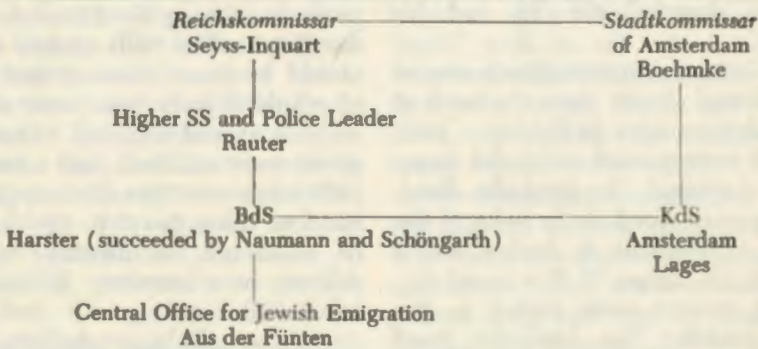 Reichskommissar
Seyss-Inquart
Stadtkommissar
of Amsterdam
Boehmke
Higher SS and Police Leader
Rauter
BdS
Harster (succeeded by Naumann and Schöngarth)
KdS
Amsterdam
Lages
Central Office for Jewish Emigration
Aus der Fünten